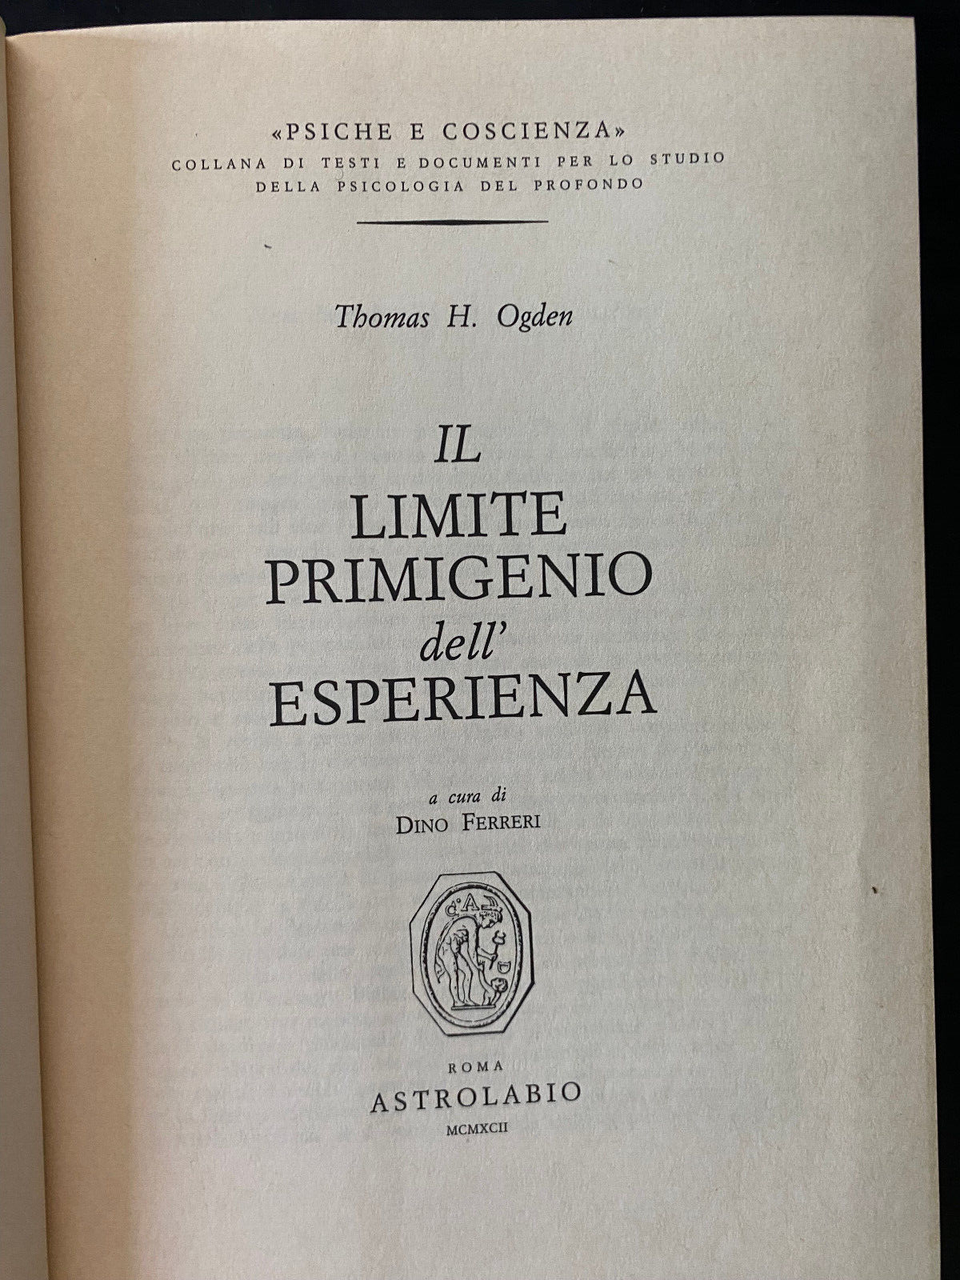 «PSICHE E COSCIENZA»
COLLANA DI TESTI E DOCUMENTI PER LO STUDIO
DELLA PSICOLOGIA DEL PROFONDO
Thomas H. Ogden
IL
LIMITE
PRIMIGENIO
dell'
ESPERIENZA
a cura di
DINO FERRERI
ROMA
ASTROLABIO
MCMXCII